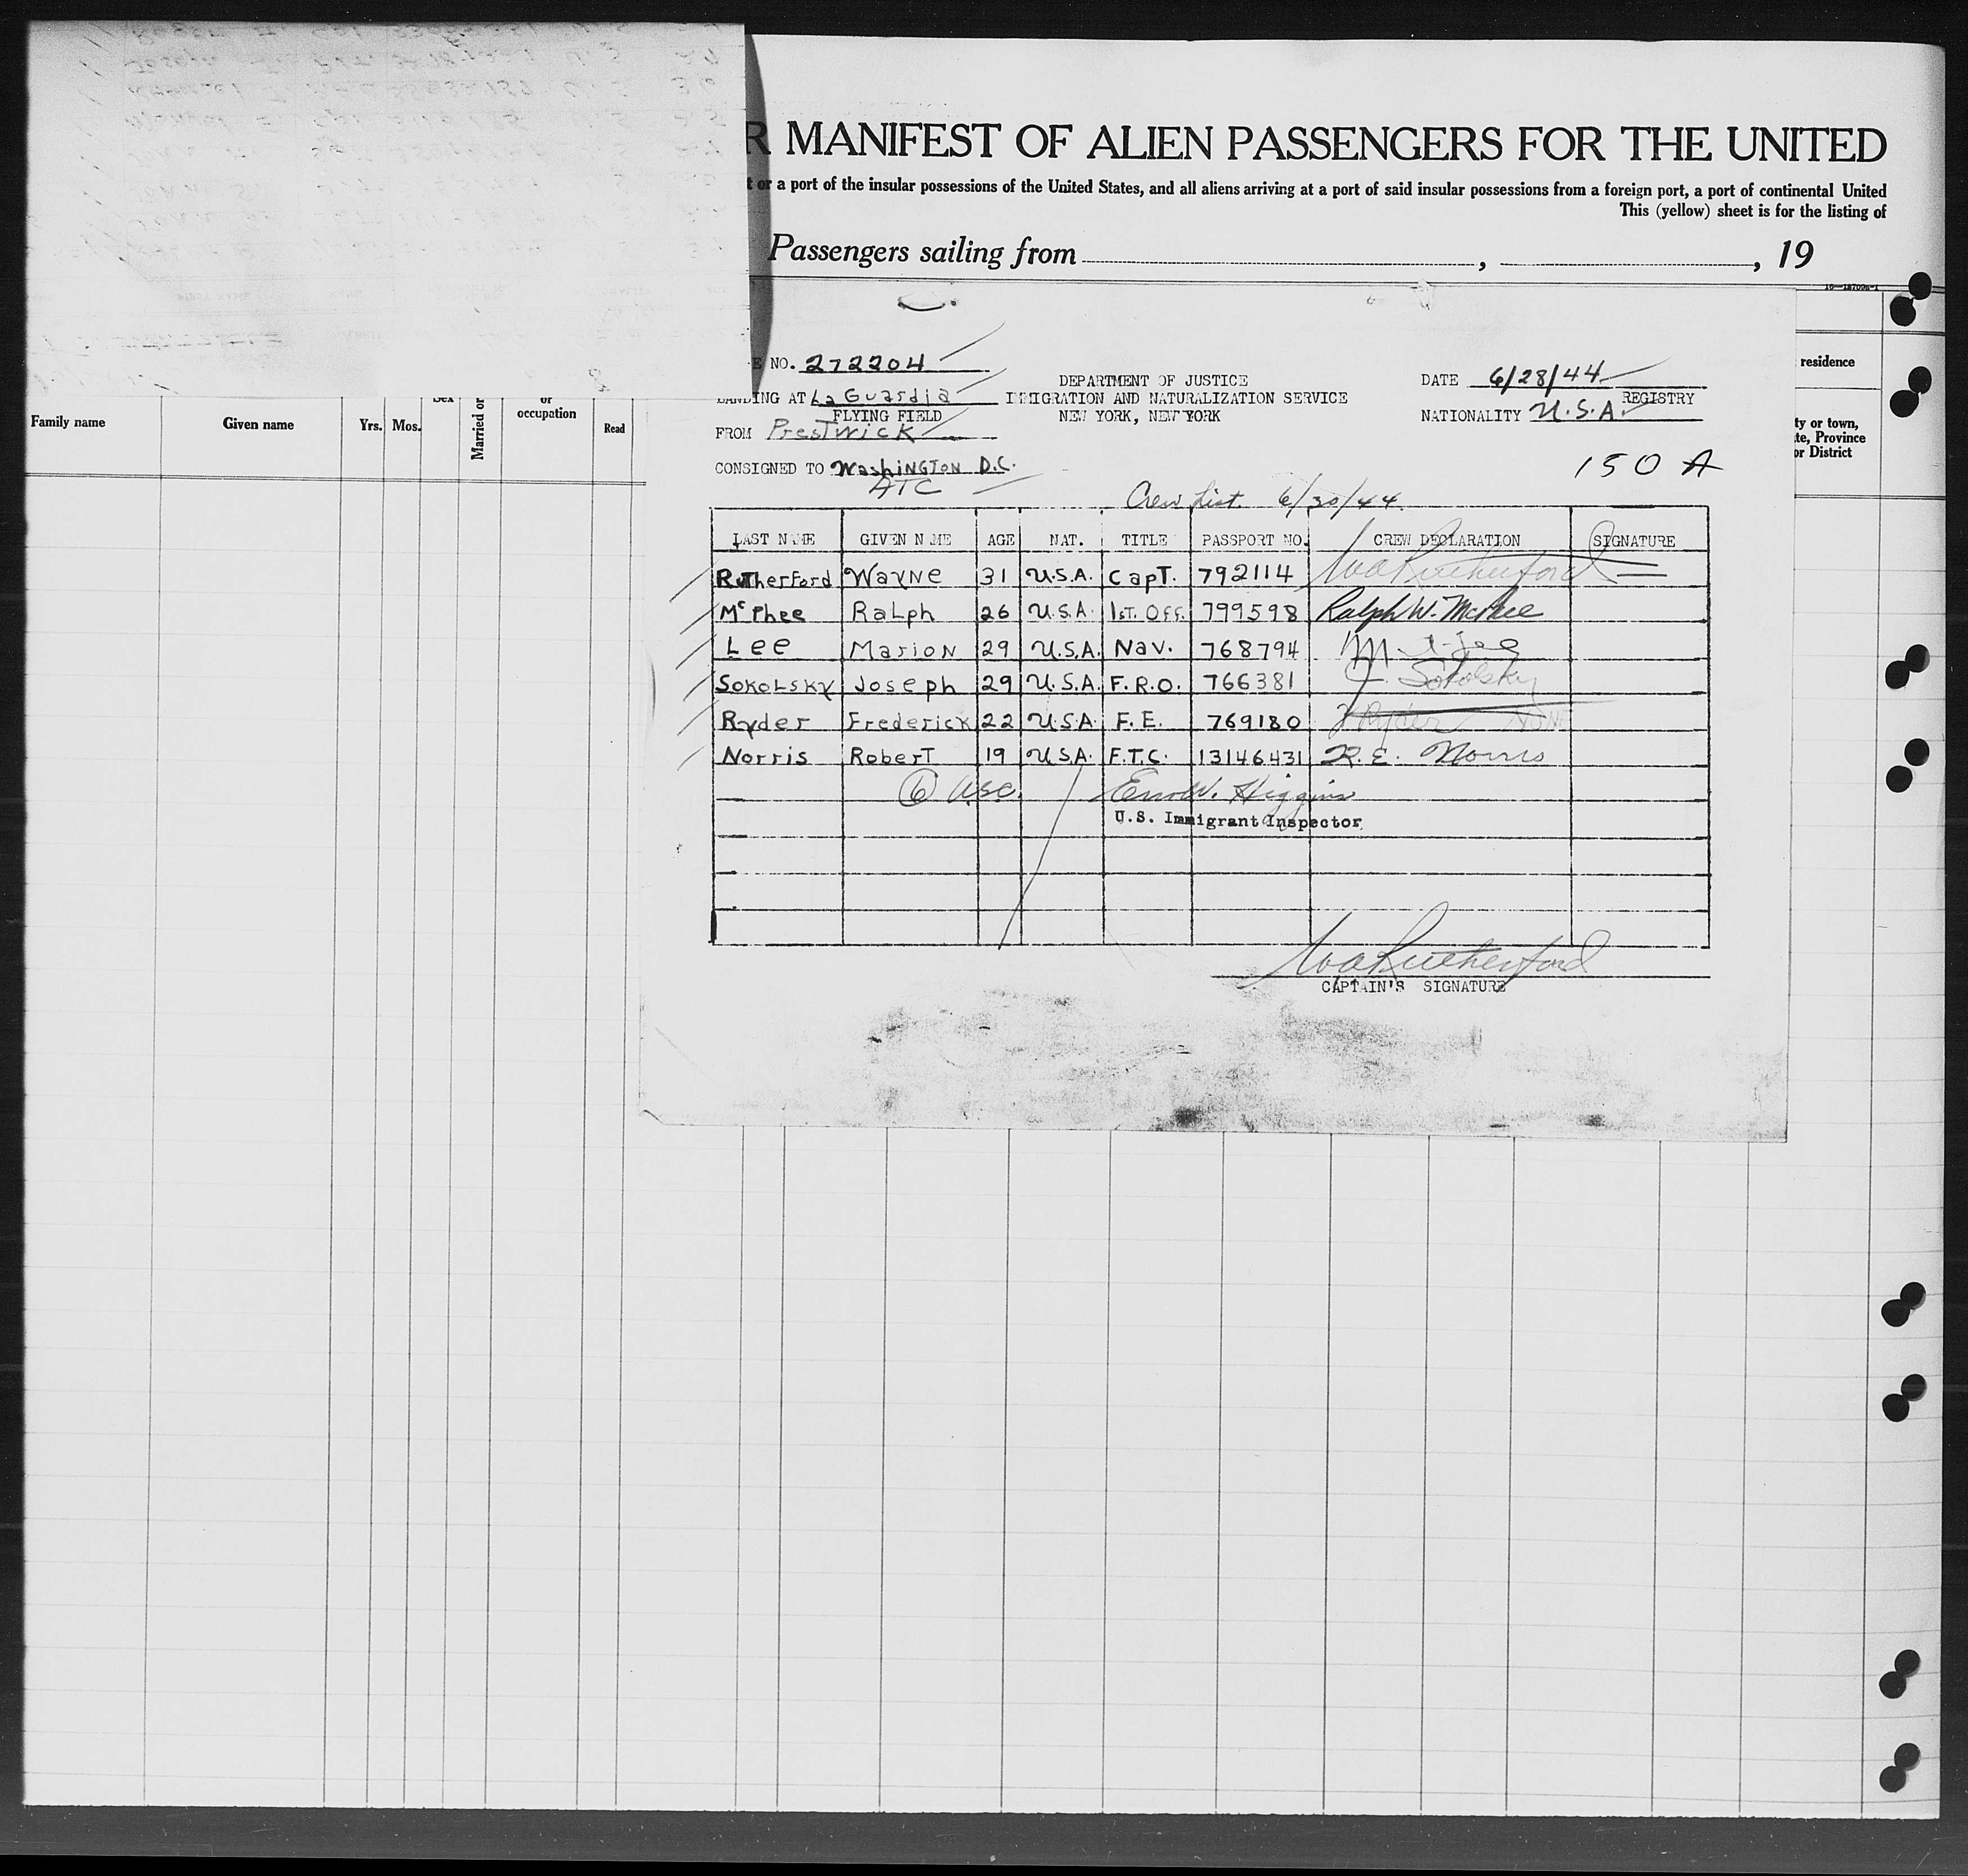 R MANIFEST OF ALIEN PASSENGERS FOR THE UNITED
t or a port of the insular possessions of the United States, and all aliens arriving at a port of said insular possessions from a foreign port, a port of continental United
This (yellow) sheet is for the listing of
Passengers sailing from , , 19
E NO. 272204
DEPARTMENT OF JUSTICE
DATE 6/28/44
LANDING AT La Guardia
IMMIGRATION AND NATURALIZATION SERVICE
REGISTRY
FLYING FIELD
NEW YORK, NEW YORK
NATIONALITY U.S.A.
FROM Prestwick
CONSIGNED TO Washington D.C.
ATC
150 A
Crew List 6/30/44
residence
ty or town,
te, Province
or District
Family name Given name Yrs. Mos. Sex Married or or occupation Read
LAST NAME GIVEN NAME AGE NAT. TITLE PASSPORT NO. CREW DECLARATION SIGNATURE
Rutherford Wayne 31 U.S.A. Capt. 792114 WaRutherford
McPhee Ralph 26 U.S.A. 1st. Off. 799598 Ralph W. McPhee
Lee Marion 29 U.S.A. Nav. 768794 Lee
Sokolsky Joseph 29 U.S.A. F.R.O. 766381 J. Sokolsky
Ryder Frederick 22 U.S.A. F.E. 769180 Ryder
Norris Robert 19 U.S.A. F.T.C. 13146431 R.E. Norris
6 USC. Higgins
U.S. Immigrant Inspector
WaRutherford
CAPTAIN'S SIGNATURE